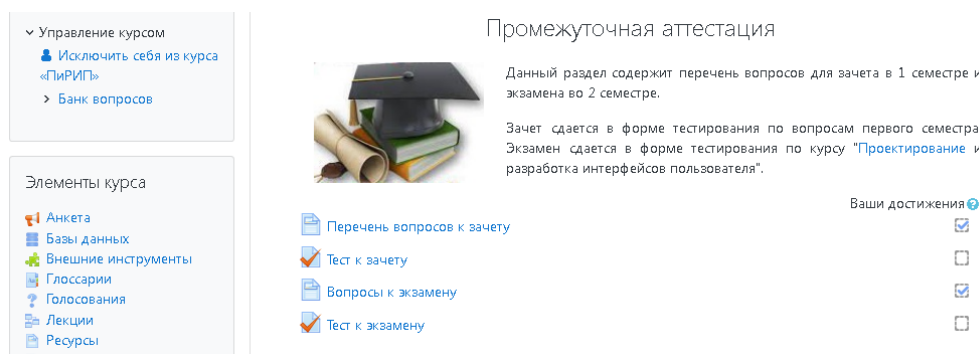 Управление курсом
Исключить себя из курса
«ПиРИП»
Банк вопросов
Элементы курса
Анкета
Базы данных
Внешние инструменты
Глоссарии
Голосования
Лекции
Ресурсы
Промежуточная аттестация
Данный раздел содержит перечень вопросов для зачета в 1 семестре и
экзамена во 2 семестре.
Зачет сдается в форме тестирования по вопросам первого семестра
Экзамен сдается в форме тестирования по курсу "Проектирование и
разработка интерфейсов пользователя".
Ваши достижения
Перечень вопросов к зачету
Тест к зачету
Вопросы к экзамену
Тест к экзамену